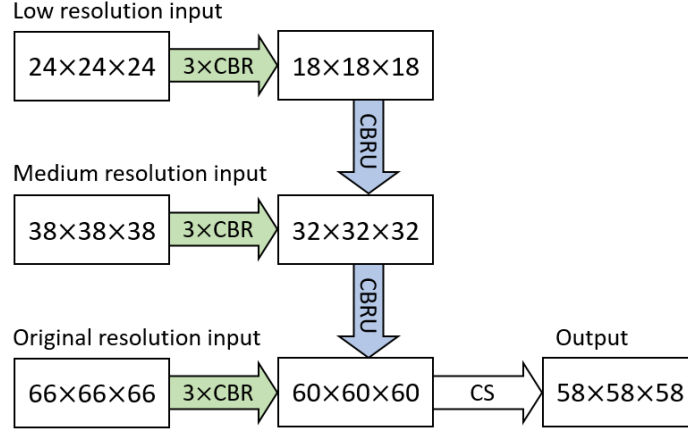 Low resolution input
24×24×24 3×CBR 18×18×18
CBRU
Medium resolution input
38×38×38 3×CBR 32×32×32
CBRU
Original resolution input Output
66×66×66 3×CBR 60×60×60 CS 58×58×58